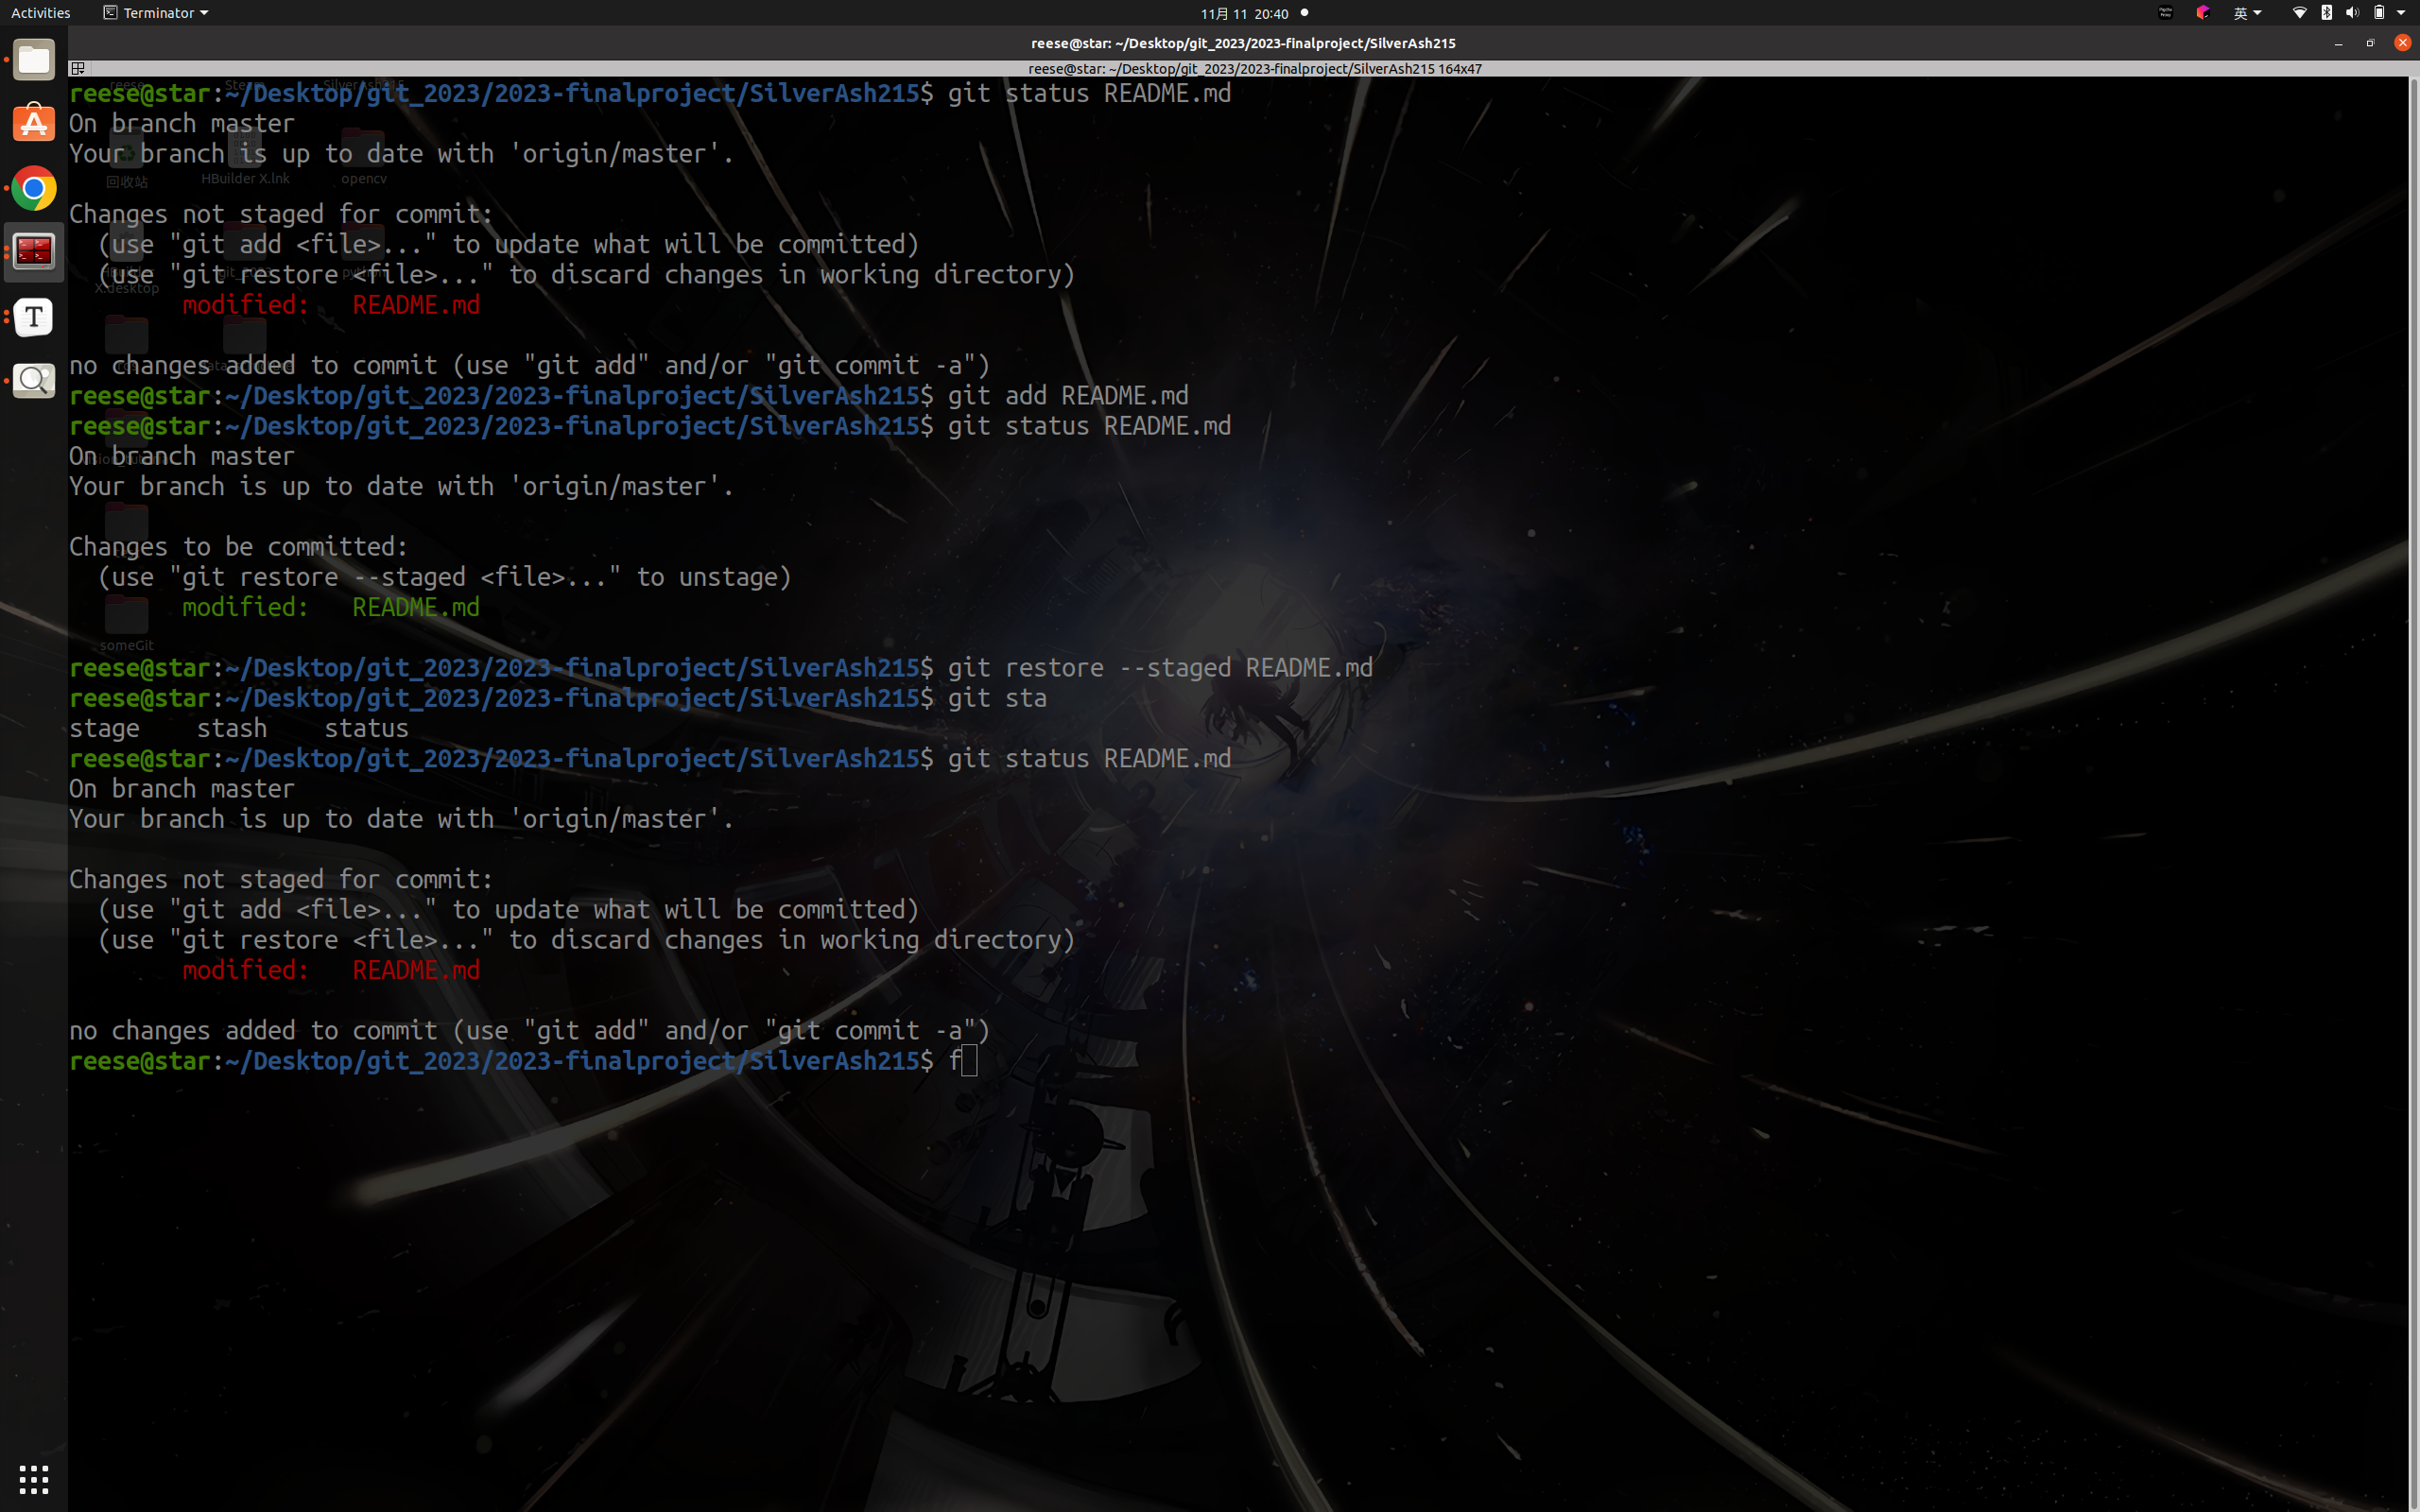 Activities
Terminator
11月 11 20:40
英
reese@star: ~/Desktop/git_2023/2023-finalproject/SilverAsh215
reese@star: ~/Desktop/git_2023/2023-finalproject/SilverAsh215 164x47
reese@star:~/Desktop/git_2023/2023-finalproject/SilverAsh215$ git status README.md
On branch master
Your branch is up to date with 'origin/master'.
回收站
HBuilder X.lnk
opencv
Changes not staged for commit:
(use "git add <file>..." to update what will be committed)
(use "git restore <file>..." to discard changes in working directory)
X.desktop
modified: README.md
no changes added to commit (use "git add" and/or "git commit -a")
reese@star:~/Desktop/git_2023/2023-finalproject/SilverAsh215$ git add README.md
reese@star:~/Desktop/git_2023/2023-finalproject/SilverAsh215$ git status README.md
On branch master
Your branch is up to date with 'origin/master'.
Changes to be committed:
(use "git restore --staged <file>..." to unstage)
modified: README.md
someGit
reese@star:~/Desktop/git_2023/2023-finalproject/SilverAsh215$ git restore --staged README.md
reese@star:~/Desktop/git_2023/2023-finalproject/SilverAsh215$ git sta
stage stash status
reese@star:~/Desktop/git_2023/2023-finalproject/SilverAsh215$ git status README.md
On branch master
Your branch is up to date with 'origin/master'.
Changes not staged for commit:
(use "git add <file>..." to update what will be committed)
(use "git restore <file>..." to discard changes in working directory)
modified: README.md
no changes added to commit (use "git add" and/or "git commit -a")
reese@star:~/Desktop/git_2023/2023-finalproject/SilverAsh215$ f